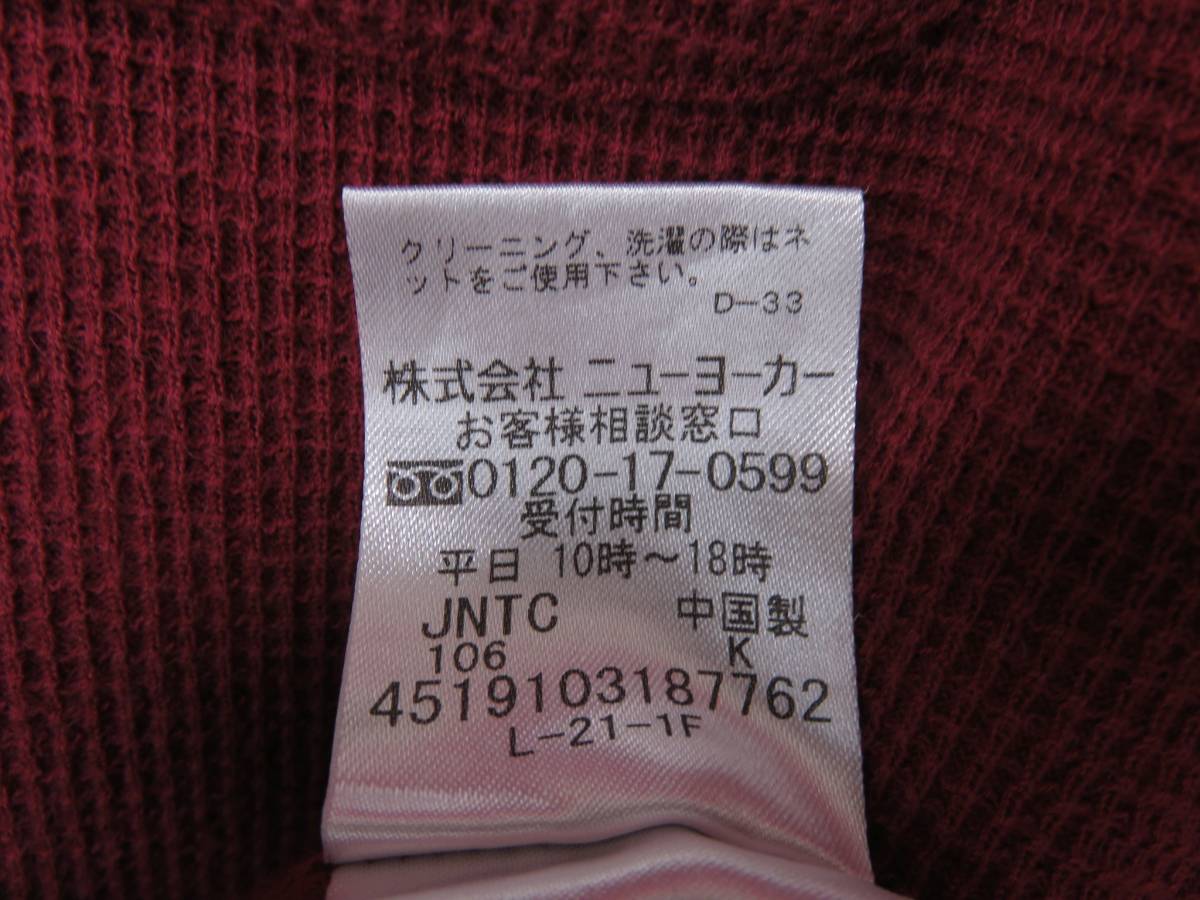 クリーニング、洗濯の際はネ
ットをご使用下さい。
D-33
株式会社 ニューヨーカー
お客様相談窓口
0120-17-0599
受付時間
平日 10時～18時
JNTC 中国製
106 K
4519103187762
L-21-1F